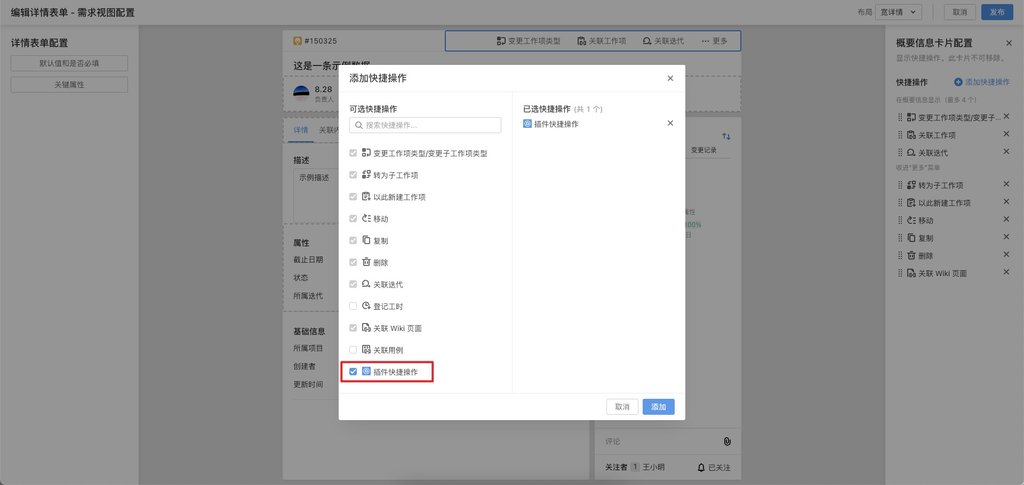 编辑详情表单 - 需求视图配置
布局 宽详情 取消 发布
详情表单配置
默认值和是否必填
关键属性
#150325
变更工作项类型 关联工作项 关联迭代 ··· 更多
这是一条示例数据
8.28
负责人
详情 关联内
描述
示例描述
属性
截止日期
状态
所属迭代
基础信息
所属项目
创建者
更新时间
添加快捷操作
可选快捷操作
搜索快捷操作...
变更工作项类型/变更子工作项类型
转为子工作项
以此新建工作项
移动
复制
删除
关联迭代
登记工时
关联 Wiki 页面
关联用例
插件快捷操作
已选快捷操作 (共 1 个)
插件快捷操作
取消 添加
变更记录
属性
100%
日
评论
关注者 1 王小明 已关注
概要信息卡片配置
显示快捷操作。此卡片不可移除。
快捷操作 添加快捷操作
在概要信息显示（最多 4 个）
变更工作项类型/变更子...
关联工作项
关联迭代
收进"更多"菜单
转为子工作项
以此新建工作项
移动
复制
删除
关联 Wiki 页面